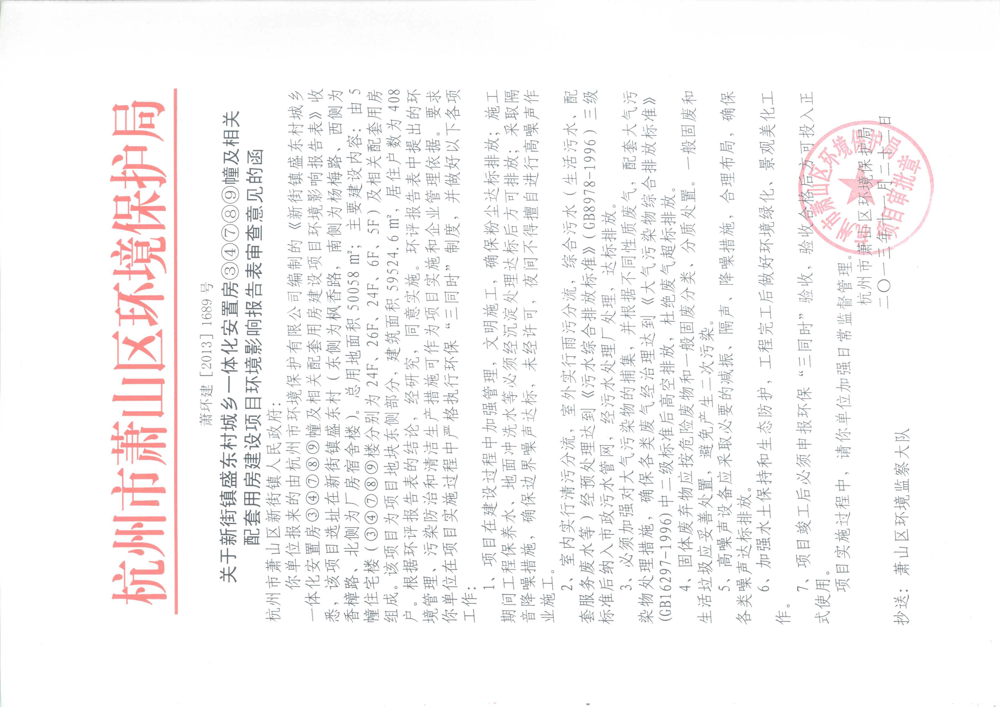 杭州市萧山区环境保护局
萧环建［2013］1689号
关于新街镇盛东村城乡一体化安置房③④⑦⑧⑨幢及相关
配套用房建设项目环境影响报告表审查意见的函
杭州市萧山区新街镇人民政府：
你单位报来的由杭州市环境保护有限公司编制的《新街镇盛东村城乡
一体化安置房③④⑦⑧⑨幢及相关配套用房建设项目环境影响报告表》收
悉，该项目选址在新街镇盛东村（东侧为枫香路，南侧为杨梅路、西侧为
香樟路、北侧为厂房宿舍楼）。总用地面积50058㎡；主要建设内容：由5
幢住宅楼（③④⑦⑧⑨楼分别为24F、26F、24F、6F、5F）及相关配套用房
组成。该项目为项目地块东侧部分，建筑面积59524.6㎡，居住户数为408
户。根据环评报告表的结论，经研究，同意实施。环评报告表中提出的环
境管理、污染防治和清洁生产措施可作为项目实施和企业管理依据。要求
你单位在项目实施过程中严格执行环保“三同时”制度，并做好以下各项
工作：
1、项目在建设过程中加强管理，文明施工，确保粉尘达标排放；施工
期间工程保养水、地面冲洗水等必须经沉淀处理达标后方可排放；采取隔
音降噪措施，确保边界噪声达标，未经许可，夜间不得擅自进行高噪声作
业施工。
2、室内实行清污分流，室外实行雨污分流，综合污水（生活污水、配
套服务废水等）经预处理达到《污水综合排放标准》（GB8978-1996）三级
标准后纳入市政污水管网，经污水处理厂处理，达标排放。
3、必须加强对大气污染物的捕集，并根据不同性质废气，配套大气污
染物处理措施，确保各类废气经治理达到《大气污染物综合排放标准》
(GB16297-1996)中二级标准后高空排放，杜绝废气超标排放。
4、固体废弃物应按危险废物和一般固废分类、分质处置。一般固废和
生活垃圾应妥善处置，避免产生二次污染。
5、高噪声设备应采取必要的减振、隔声、降噪措施，合理布局，确保
各类噪声达标排放。
6、加强水土保持和生态防护，工程完工后做好环境绿化、景观美化工
作。
7、项目竣工后必须申报环保“三同时”验收，验收合格后方可投入正
式使用。
项目实施过程中，请你单位加强日常监督管理。
杭州市萧山区环境保护局
二〇一三年十一月二十二日
杭州市萧山区环境保护局
项目审批章
抄送：萧山区环境监察大队